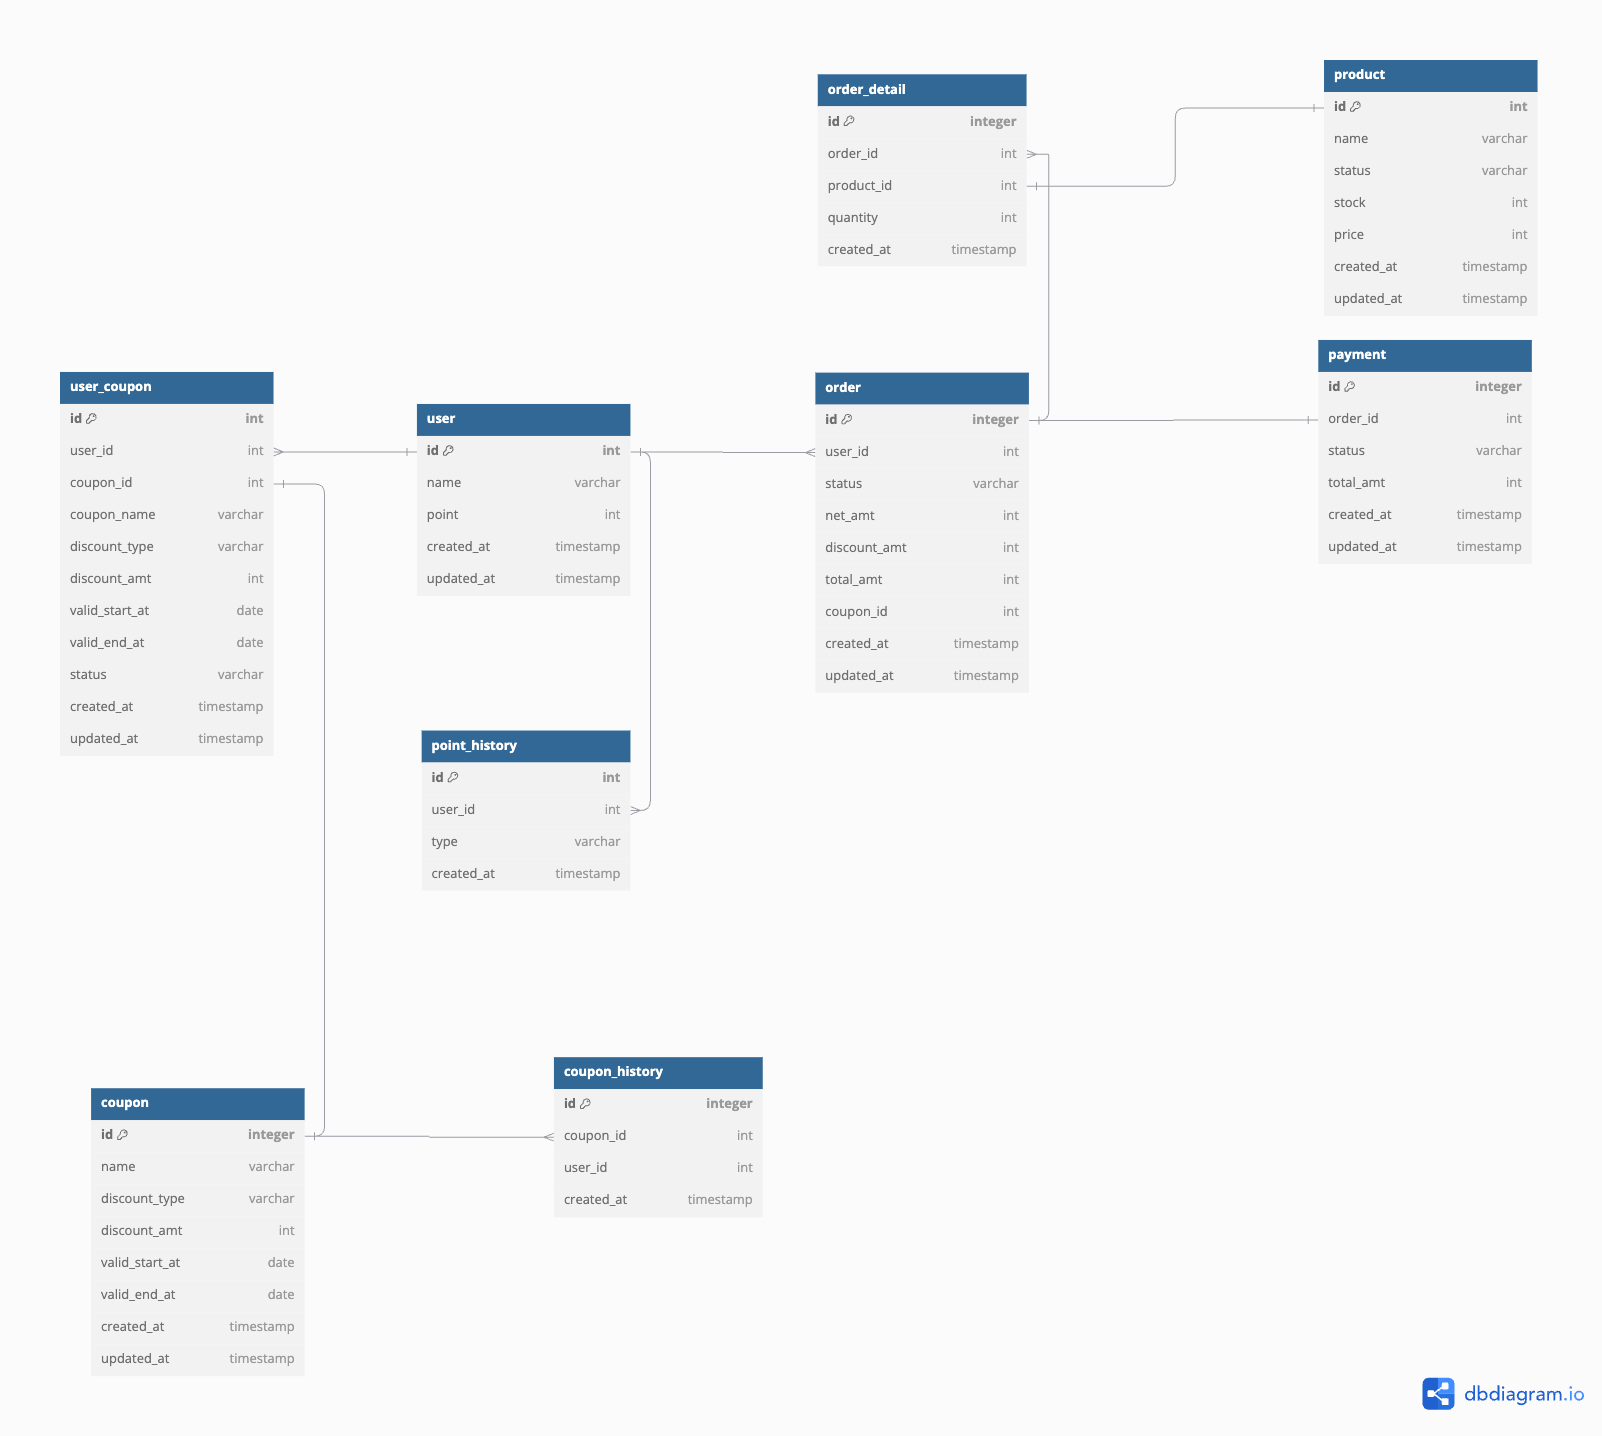 order_detail
id integer
order_id int
product_id int
quantity int
created_at timestamp
product
id int
name varchar
status varchar
stock int
price int
created_at timestamp
updated_at timestamp
payment
id integer
order_id int
status varchar
total_amt int
created_at timestamp
updated_at timestamp
user_coupon
id int
user_id int
coupon_id int
coupon_name varchar
discount_type varchar
discount_amt int
valid_start_at date
valid_end_at date
status varchar
created_at timestamp
updated_at timestamp
user
id int
name varchar
point int
created_at timestamp
updated_at timestamp
order
id integer
user_id int
status varchar
net_amt int
discount_amt int
total_amt int
coupon_id int
created_at timestamp
updated_at timestamp
point_history
id int
user_id int
type varchar
created_at timestamp
coupon
id integer
name varchar
discount_type varchar
discount_amt int
valid_start_at date
valid_end_at date
created_at timestamp
updated_at timestamp
coupon_history
id integer
coupon_id int
user_id int
created_at timestamp
dbdiagram.io